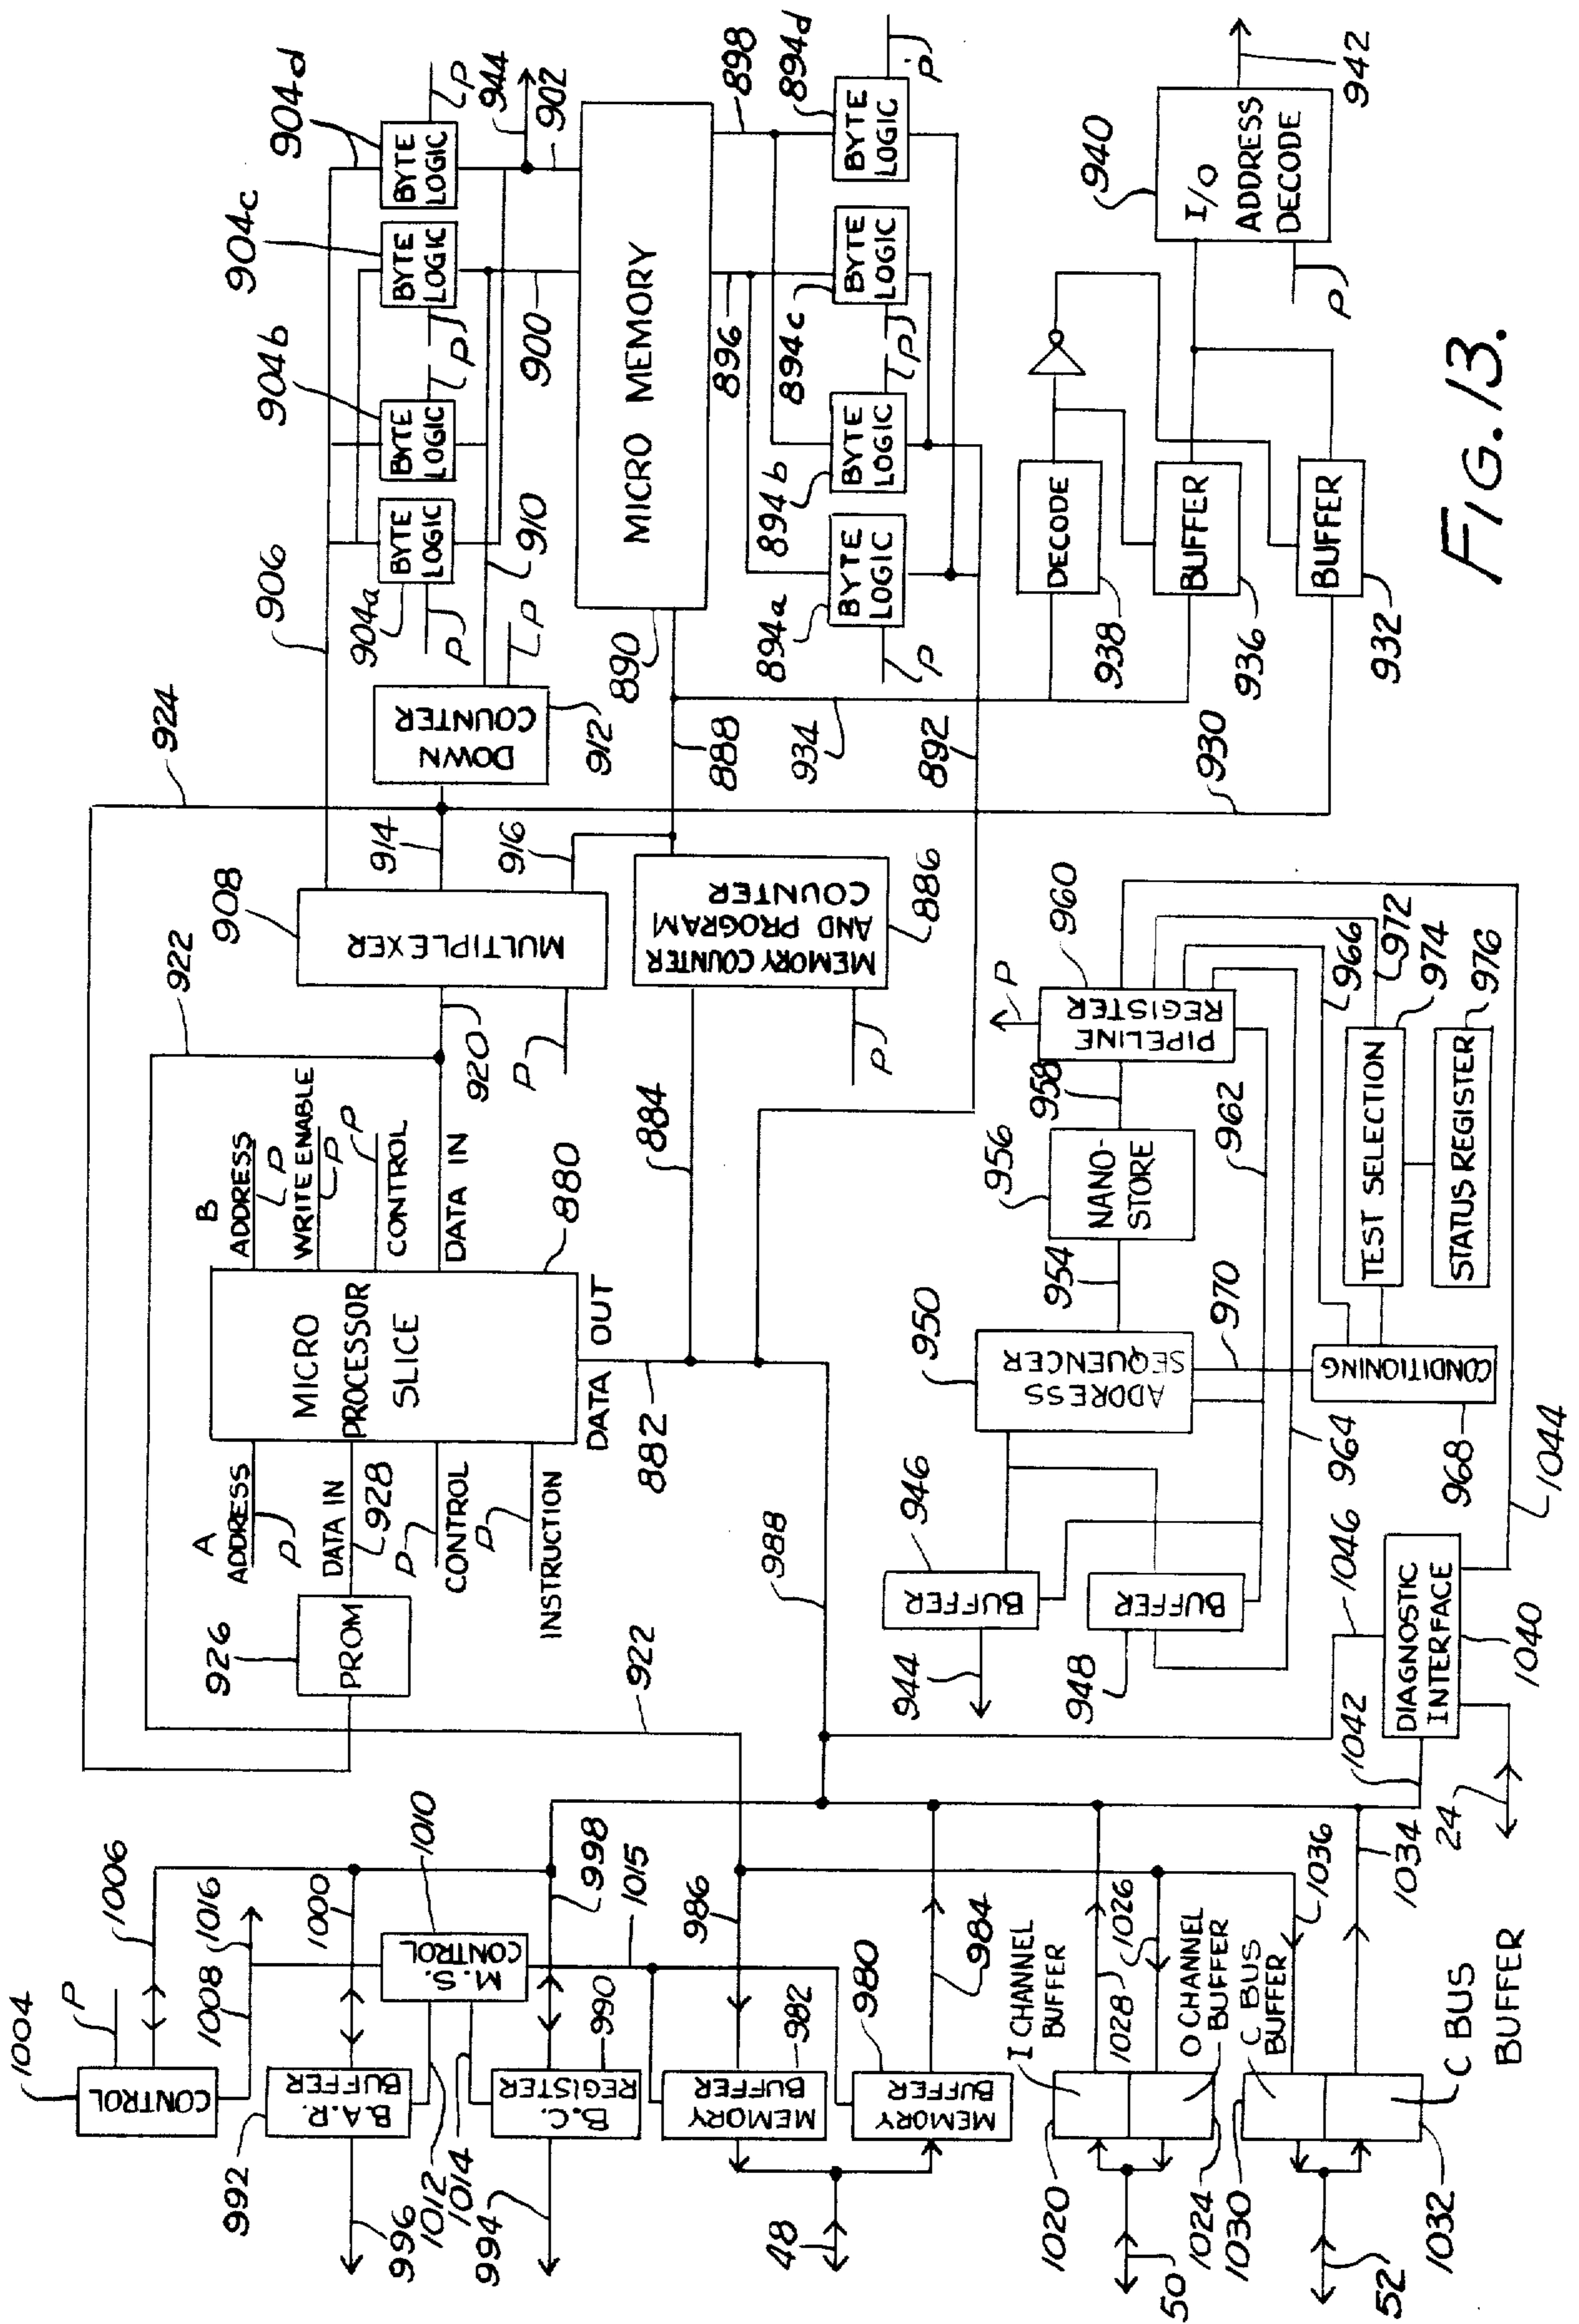 904d
904c
904b
906
904a
BYTE
LOGIC
BYTE
LOGIC
BYTE
LOGIC
BYTE
LOGIC
P
P
P
P
944
902
900
910
P
924
DOWN
COUNTER
912
914
916
908
MULTIPLEXER
922
920
P
MICRO MEMORY
890
888
MEMORY COUNTER
AND PROGRAM
COUNTER
886
P
884
896
898
894a
894b
894c
894d
BYTE
LOGIC
BYTE
LOGIC
BYTE
LOGIC
BYTE
LOGIC
P
P
P
P
892
934
930
DECODE
938
BUFFER
936
BUFFER
932
940
I/O
ADDRESS
DECODE
P
942
B
ADDRESS
P
WRITE ENABLE
P
CONTROL
P
DATA IN
880
MICRO
PROCESSOR
SLICE
A
ADDRESS
P
DATA IN
928
P
CONTROL
P
INSTRUCTION
DATA OUT
882
926
PROM
922
988
950
ADDRESS
SEQUENCER
954
956
NANO-
STORE
958
P
960
PIPELINE
REGISTER
962
964
966
970
972
974
976
TEST SELECTION
STATUS REGISTER
CONDITIONING
968
946
BUFFER
944
BUFFER
948
1046
1044
DIAGNOSTIC
INTERFACE
1040
1042
24
1004
CONTROL
P
1006
1008
1016
1000
992
B.A.R.
BUFFER
996
1010
M.S.
CONTROL
1012
1014
994
B.C.
REGISTER
990
998
1015
986
MEMORY
BUFFER
982
MEMORY
BUFFER
980
984
48
I CHANNEL
BUFFER
1020
1028
1026
O CHANNEL
BUFFER
1024
50
C BUS
BUFFER
1030
1036
1034
1032
52
C BUS
BUFFER
FIG. 13.